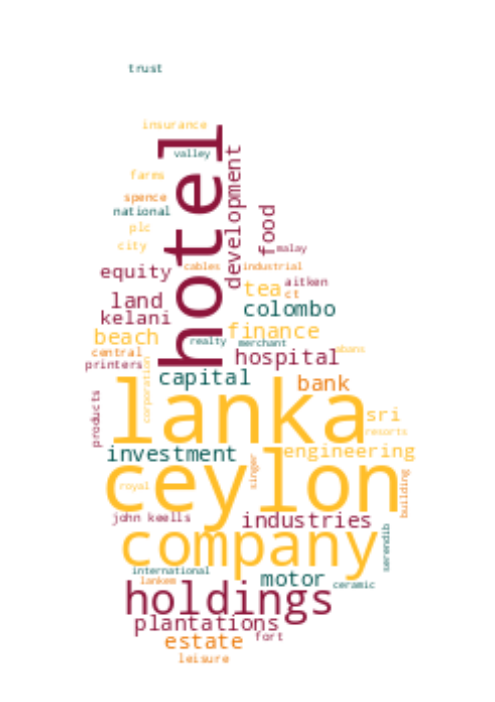 trust
insurance
valley
hotel
development
farms
spence
national
food
plc
city
malay
equity
cables
industrial
aitken
tea
ct
land
colombo
kelani
finance
beach
realty
merchant
central
hospital
abans
printers
corporation
capital
bank
lanka
products
sri
resorts
investment
engineering
singer
ceylon
building
royal
john keells
industries
serendib
company
international
lankem
motor
ceramic
holdings
plantations
fort
estate
leisure